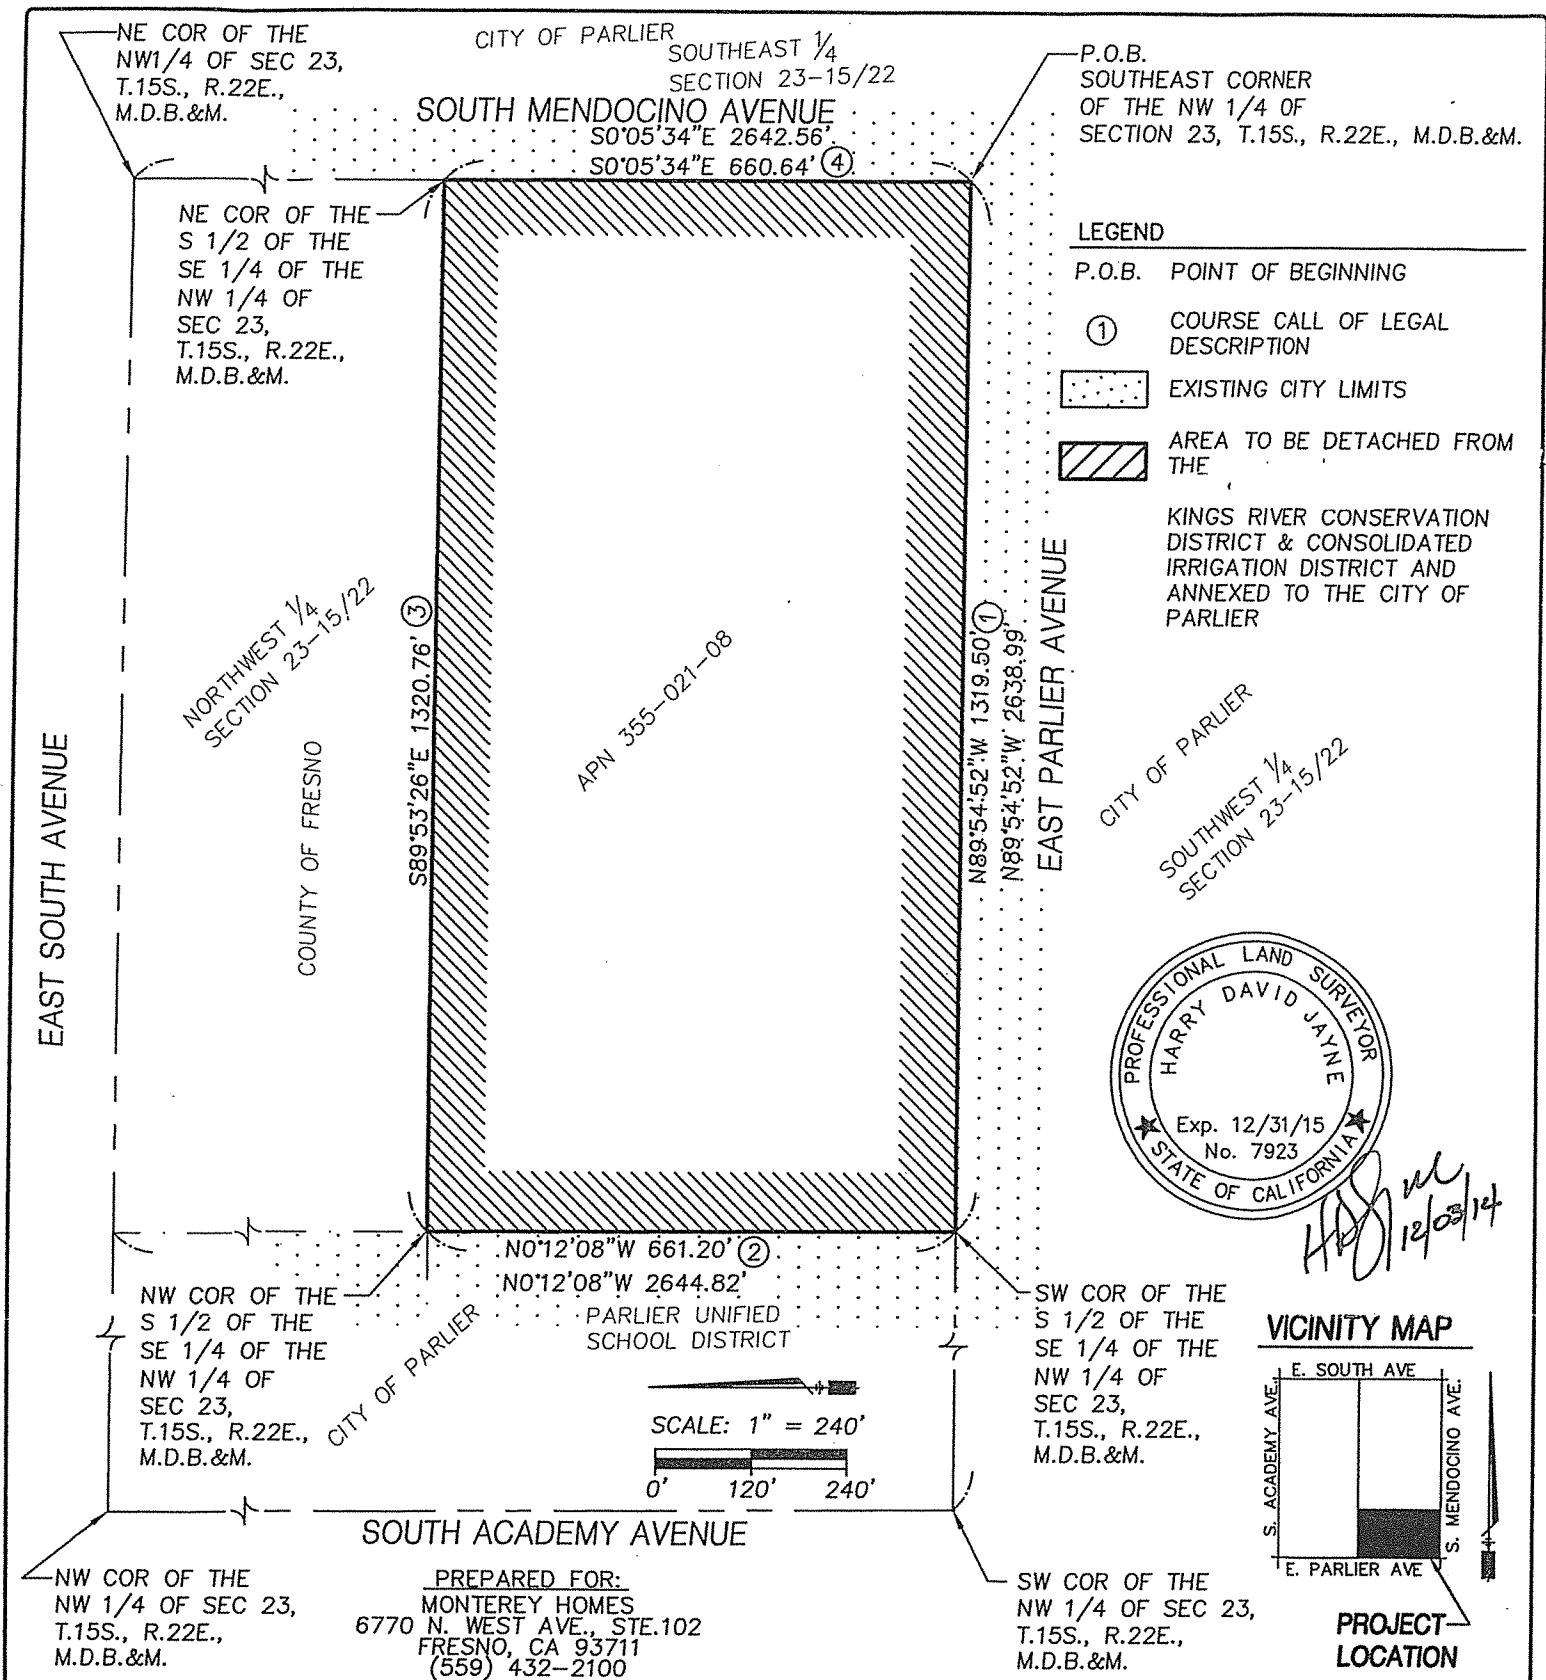 NE COR OF THE
NW1/4 OF SEC 23,
T.15S., R.22E.,
M.D.B.&M.
CITY OF PARLIER
SOUTHEAST 1/4
SECTION 23-15/22
SOUTH MENDOCINO AVENUE
S0°05'34"E 2642.56'
S0°05'34"E 660.64' ④
P.O.B.
SOUTHEAST CORNER
OF THE NW 1/4 OF
SECTION 23, T.15S., R.22E., M.D.B.&M.
NE COR OF THE
S 1/2 OF THE
SE 1/4 OF THE
NW 1/4 OF
SEC 23,
T.15S., R.22E.,
M.D.B.&M.
LEGEND
P.O.B. POINT OF BEGINNING
① COURSE CALL OF LEGAL
DESCRIPTION
EXISTING CITY LIMITS
AREA TO BE DETACHED FROM
THE
KINGS RIVER CONSERVATION
DISTRICT & CONSOLIDATED
IRRIGATION DISTRICT AND
ANNEXED TO THE CITY OF
PARLIER
EAST SOUTH AVENUE
NORTHWEST 1/4
SECTION 23-15/22
COUNTY OF FRESNO
S89°53'26"E 1320.76' ③
APN 355-021-08
N89°54'52"W 1319.50' ①
N89°54'52"W 2638.99'
EAST PARLIER AVENUE
CITY OF PARLIER
SOUTHWEST 1/4
SECTION 23-15/22
PROFESSIONAL LAND SURVEYOR
HARRY DAVID JAYNE
Exp. 12/31/15
No. 7923
STATE OF CALIFORNIA
12/03/14
N0°12'08"W 661.20' ②
N0°12'08"W 2644.82'
PARLIER UNIFIED
SCHOOL DISTRICT
CITY OF PARLIER
NW COR OF THE
S 1/2 OF THE
SE 1/4 OF THE
NW 1/4 OF
SEC 23,
T.15S., R.22E.,
M.D.B.&M.
SW COR OF THE
S 1/2 OF THE
SE 1/4 OF THE
NW 1/4 OF
SEC 23,
T.15S., R.22E.,
M.D.B.&M.
SCALE: 1" = 240'
0' 120' 240'
SOUTH ACADEMY AVENUE
VICINITY MAP
E. SOUTH AVE
S. ACADEMY AVE.
S. MENDOCINO AVE.
E. PARLIER AVE
PROJECT
LOCATION
NW COR OF THE
NW 1/4 OF SEC 23,
T.15S., R.22E.,
M.D.B.&M.
PREPARED FOR:
MONTEREY HOMES
6770 N. WEST AVE., STE.102
FRESNO, CA 93711
(559) 432-2100
SW COR OF THE
NW 1/4 OF SEC 23,
T.15S., R.22E.,
M.D.B.&M.